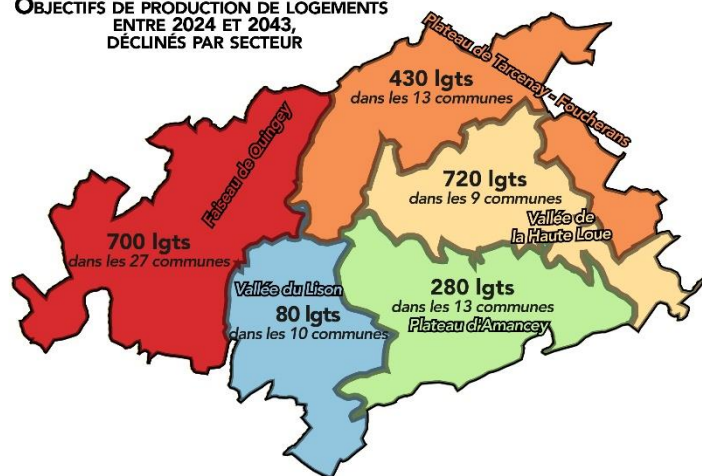 OBJECTIFS DE PRODUCTION DE LOGEMENTS
ENTRE 2024 ET 2043,
DÉCLINÉS PAR SECTEUR
Plateau de Tarcenay - Foucherans
430 lgts
dans les 13 communes
Faiseau de Quingey
720 lgts
dans les 9 communes
Vallée de
la Haute Loue
700 lgts
dans les 27 communes
Vallée du Lison
80 lgts
dans les 10 communes
280 lgts
dans les 13 communes
Plateau d'Amancey